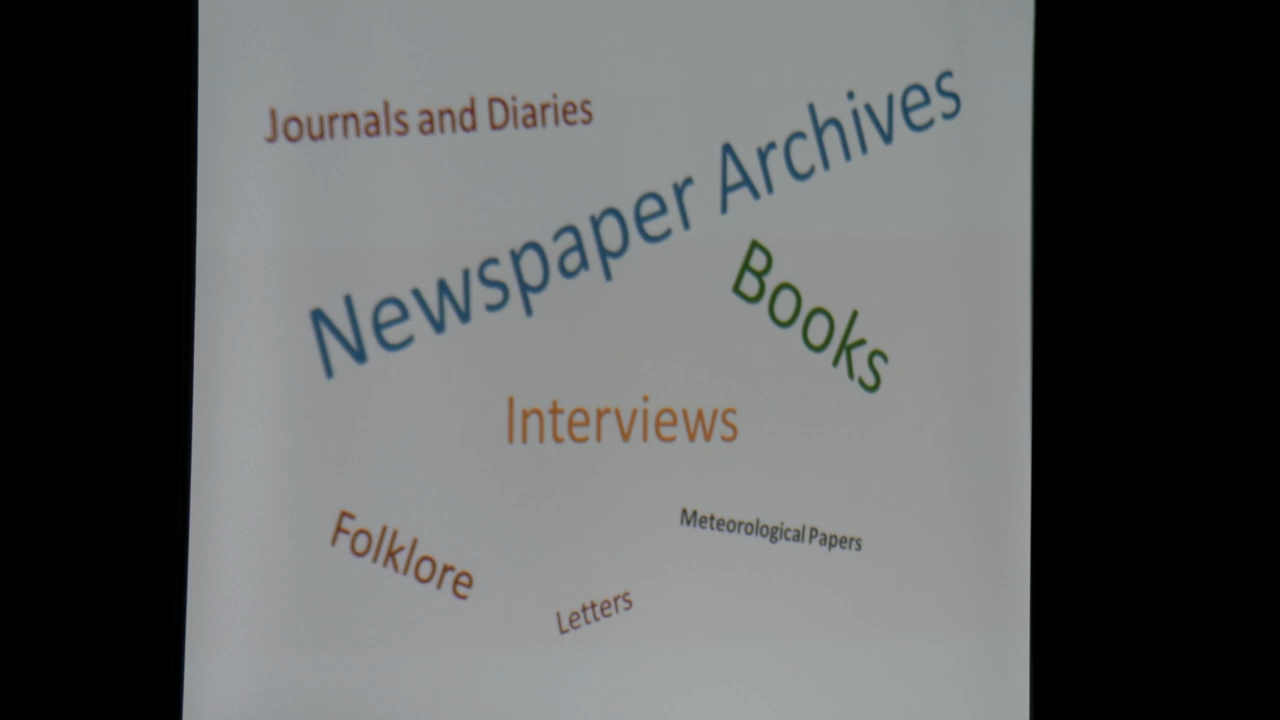 Journals and Diaries
Newspaper Archives
Books
Interviews
Folklore
Meteorological Papers
Letters